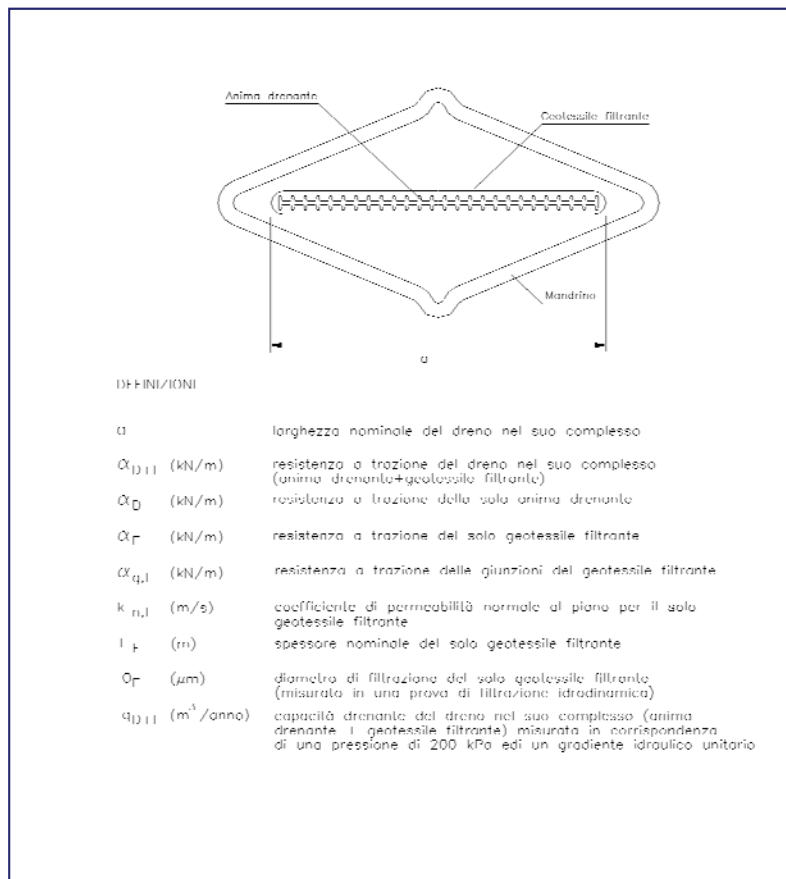 Anima drenante
Geotessile filtrante
Mandrino
a
DEFINIZIONI
a larghezza nominale del dreno nel suo complesso
α D+F (kN/m) resistenza a trazione del dreno nel suo complesso
(anima drenante+geotessile filtrante)
α D (kN/m) resistenza a trazione della sola anima drenante
α F (kN/m) resistenza a trazione del solo geotessile filtrante
(kN/m) resistenza a trazione delle giunzioni del geotessile filtrante
(m/s) coefficiente di permeabilità normale al piano per il solo
geotessile filtrante
(m) spessore nominale del solo geotessile filtrante
O F (μm) diametro di filtrazione del solo geotessile filtrante
(misurato in una prova di filtrazione idrodinamica)
q D+F (m³/anno) capacità drenante del dreno nel suo complesso (anima
drenante + geotessile filtrante) misurata in corrispondenza
di una pressione di 200 kPa edi un gradiente idraulico unitario